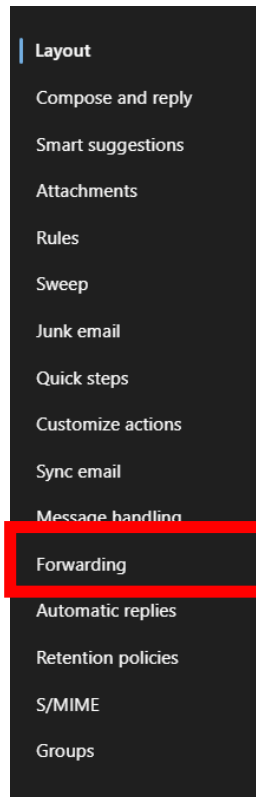 Layout
Compose and reply
Smart suggestions
Attachments
Rules
Sweep
Junk email
Quick steps
Customize actions
Sync email
Message handling
Forwarding
Automatic replies
Retention policies
S/MIME
Groups